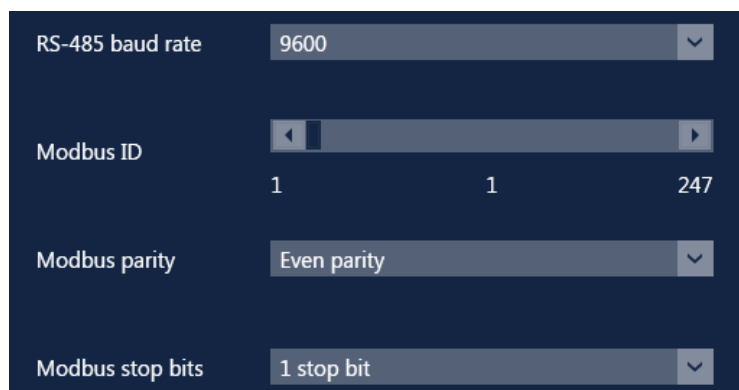 RS-485 baud rate 9600
Modbus ID
1 1 247
Modbus parity Even parity
Modbus stop bits 1 stop bit